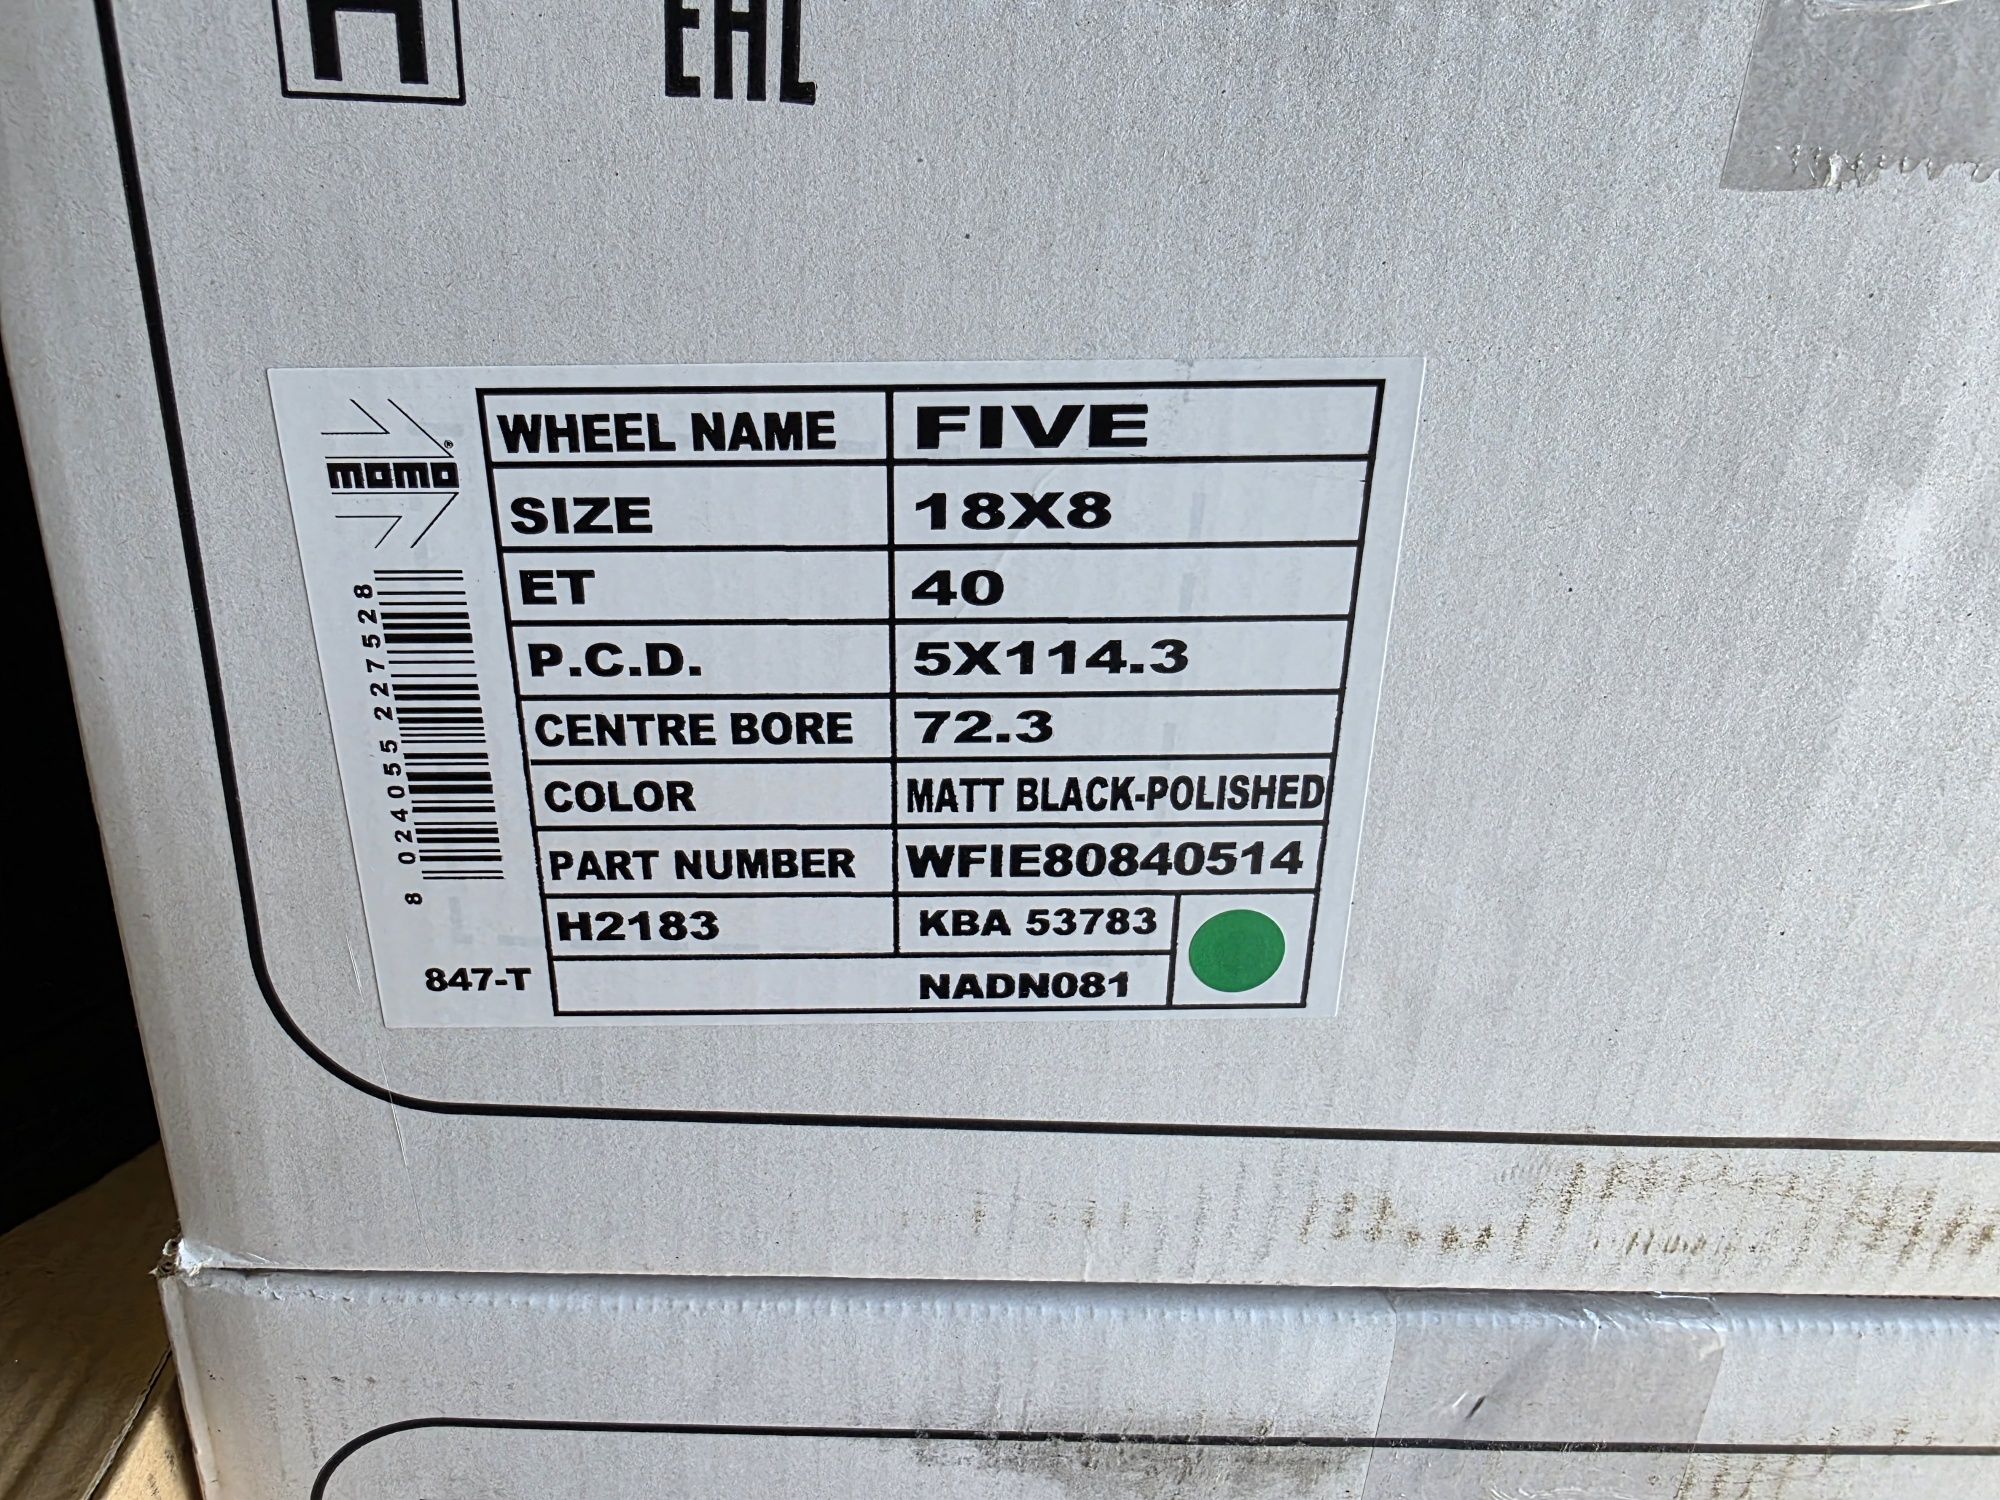 EAC
momo®
WHEEL NAME FIVE
SIZE 18X8
ET 40
P.C.D. 5X114.3
CENTRE BORE 72.3
COLOR MATT BLACK-POLISHED
PART NUMBER WFIE80840514
H2183 KBA 53783
NADN081
847-T
8 024055 227528